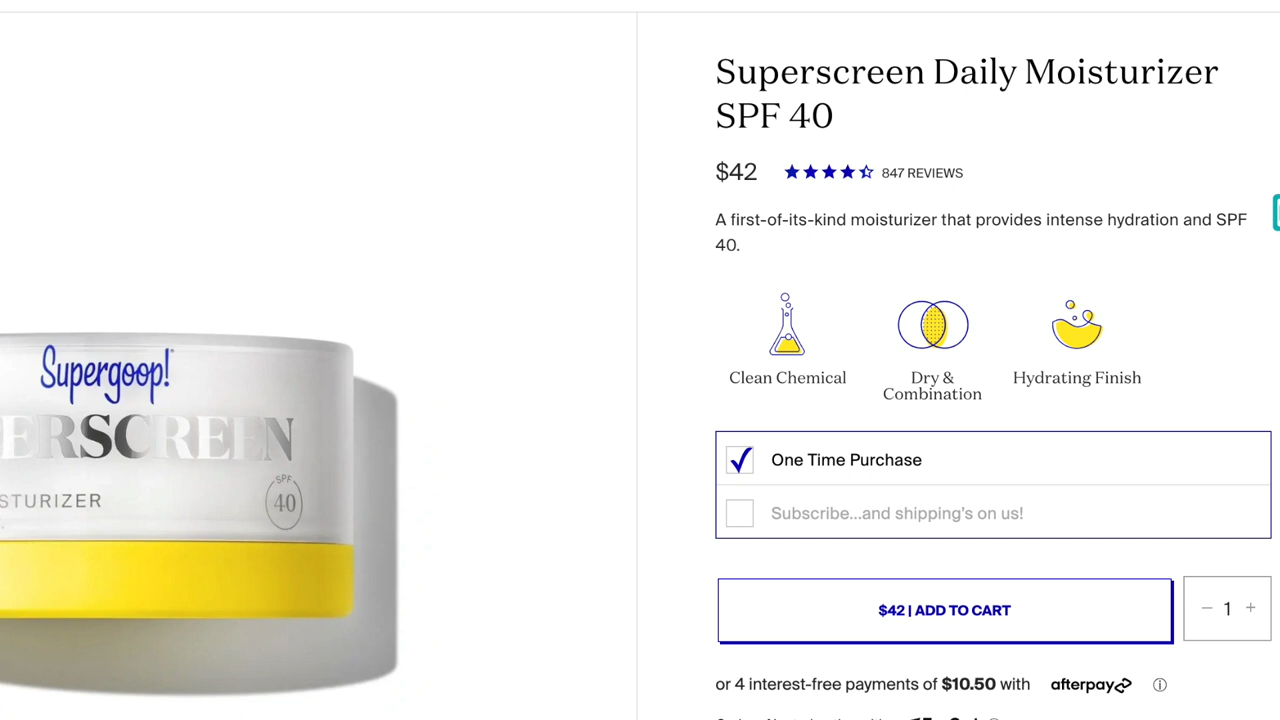 Superscreen Daily Moisturizer
SPF 40
$42
847 REVIEWS
A first-of-its-kind moisturizer that provides intense hydration and SPF
40.
Clean Chemical
Dry &
Combination
Hydrating Finish
Supergoop!
ERSCREEN
STURIZER
SPF
40
One Time Purchase
Subscribe...and shipping's on us!
$42 | ADD TO CART
− 1 +
or 4 interest-free payments of $10.50 with afterpay